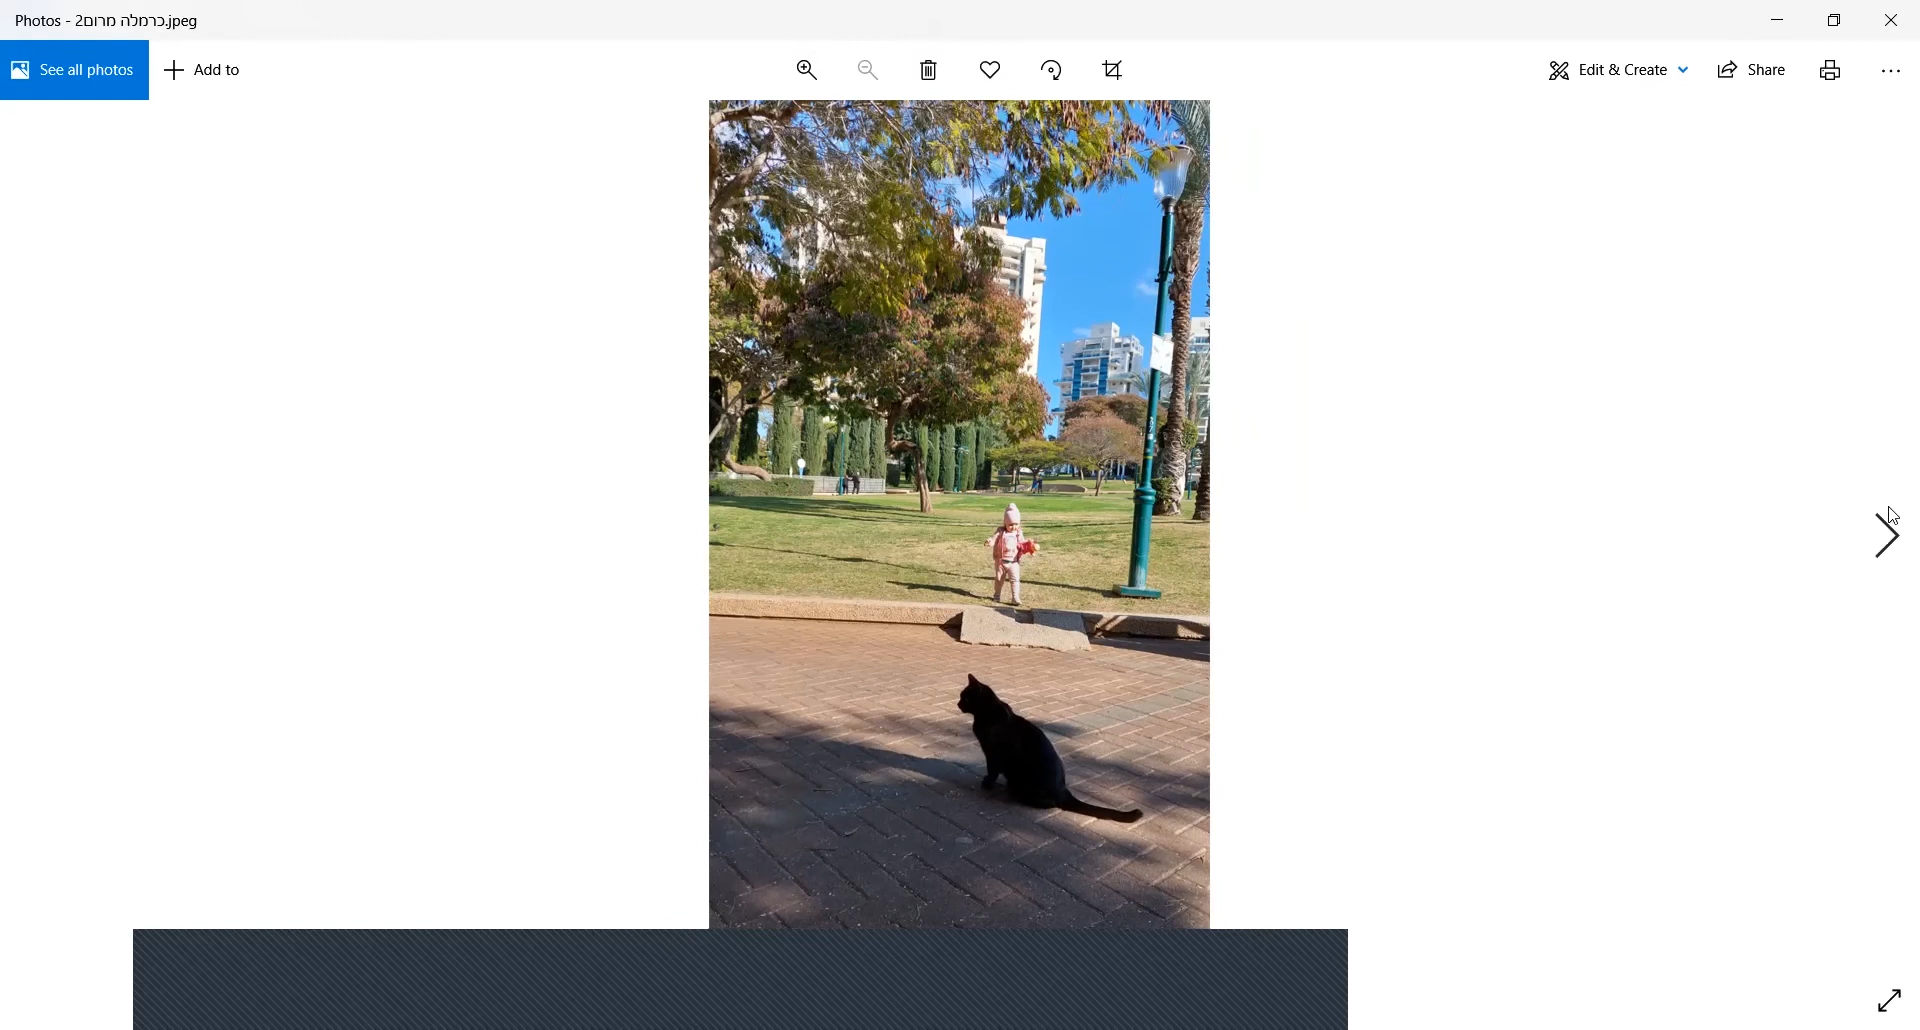 Photos - כרמלה מרום2.jpeg
See all photos
Add to
Edit & Create
Share